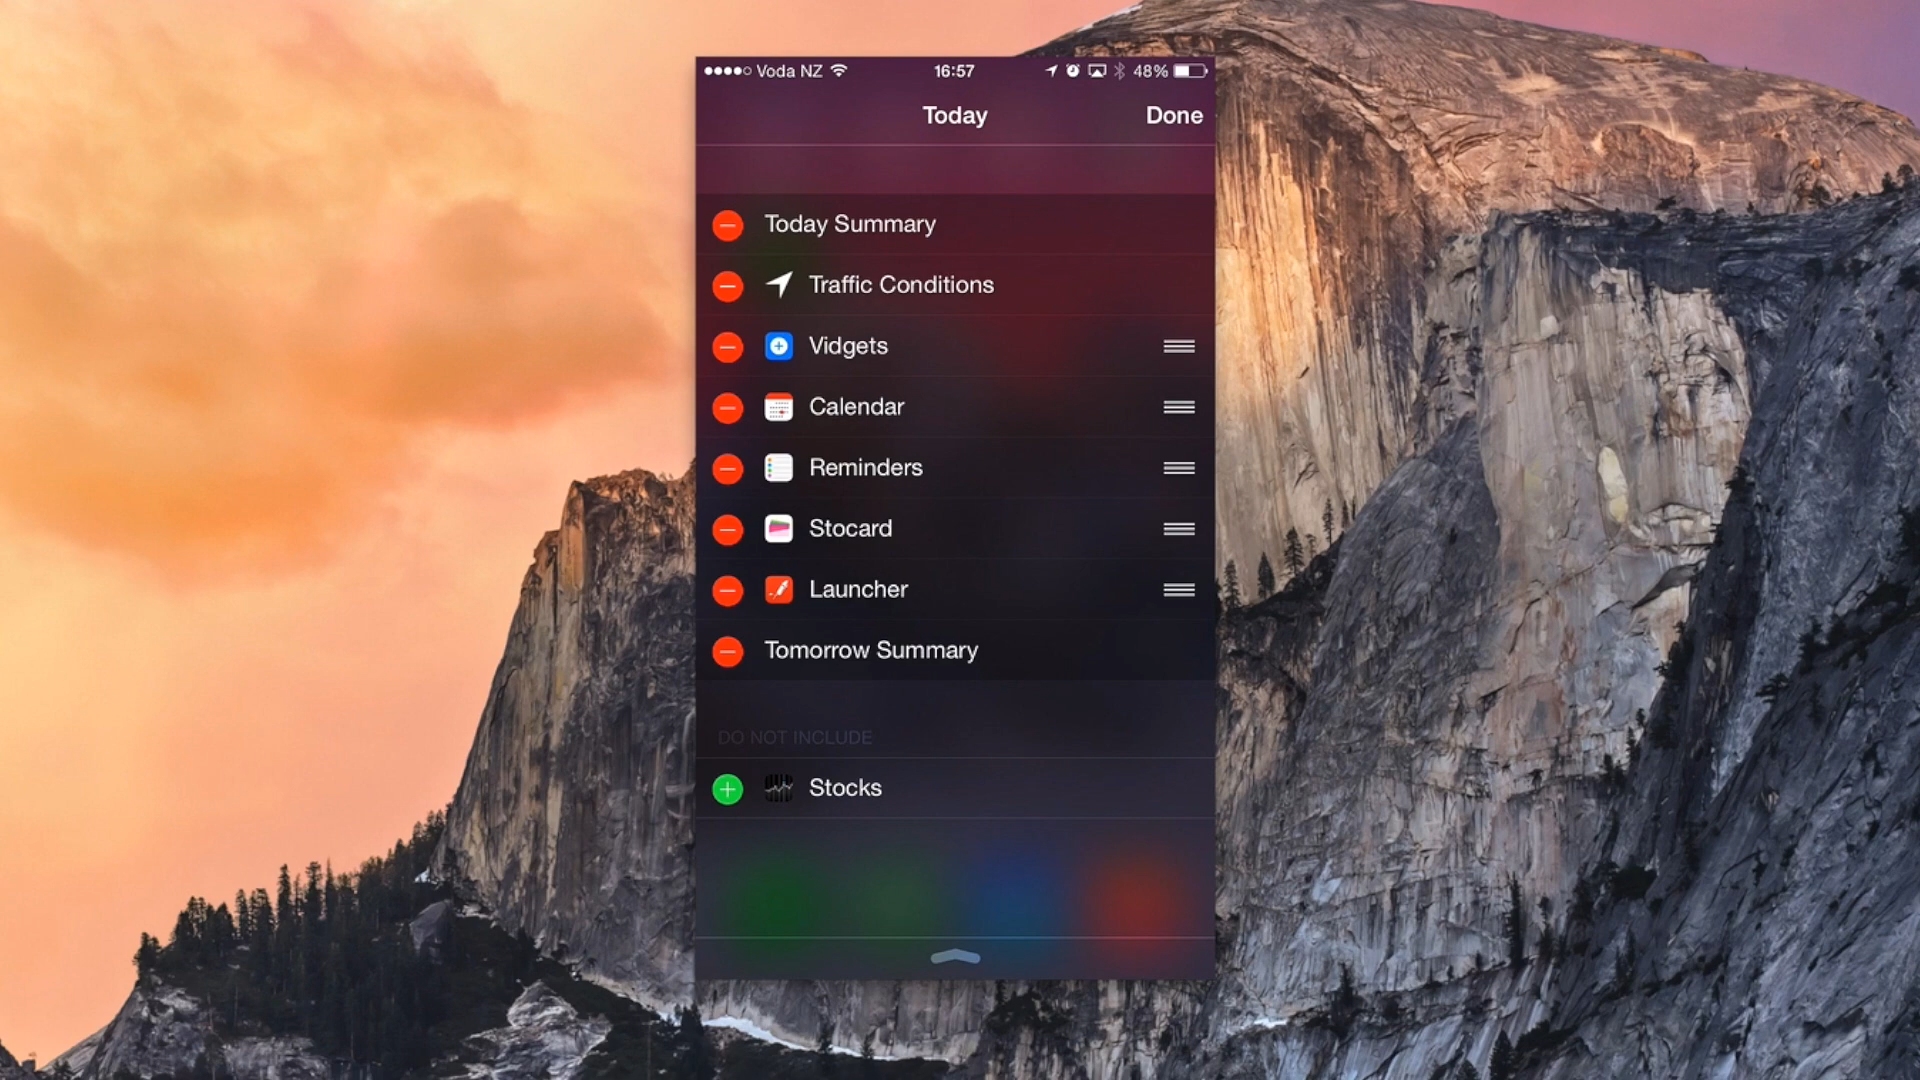 Voda NZ 16:57 48%
Today Done
Today Summary
Traffic Conditions
Vidgets
Calendar
Reminders
Stocard
Launcher
Tomorrow Summary
DO NOT INCLUDE
Stocks